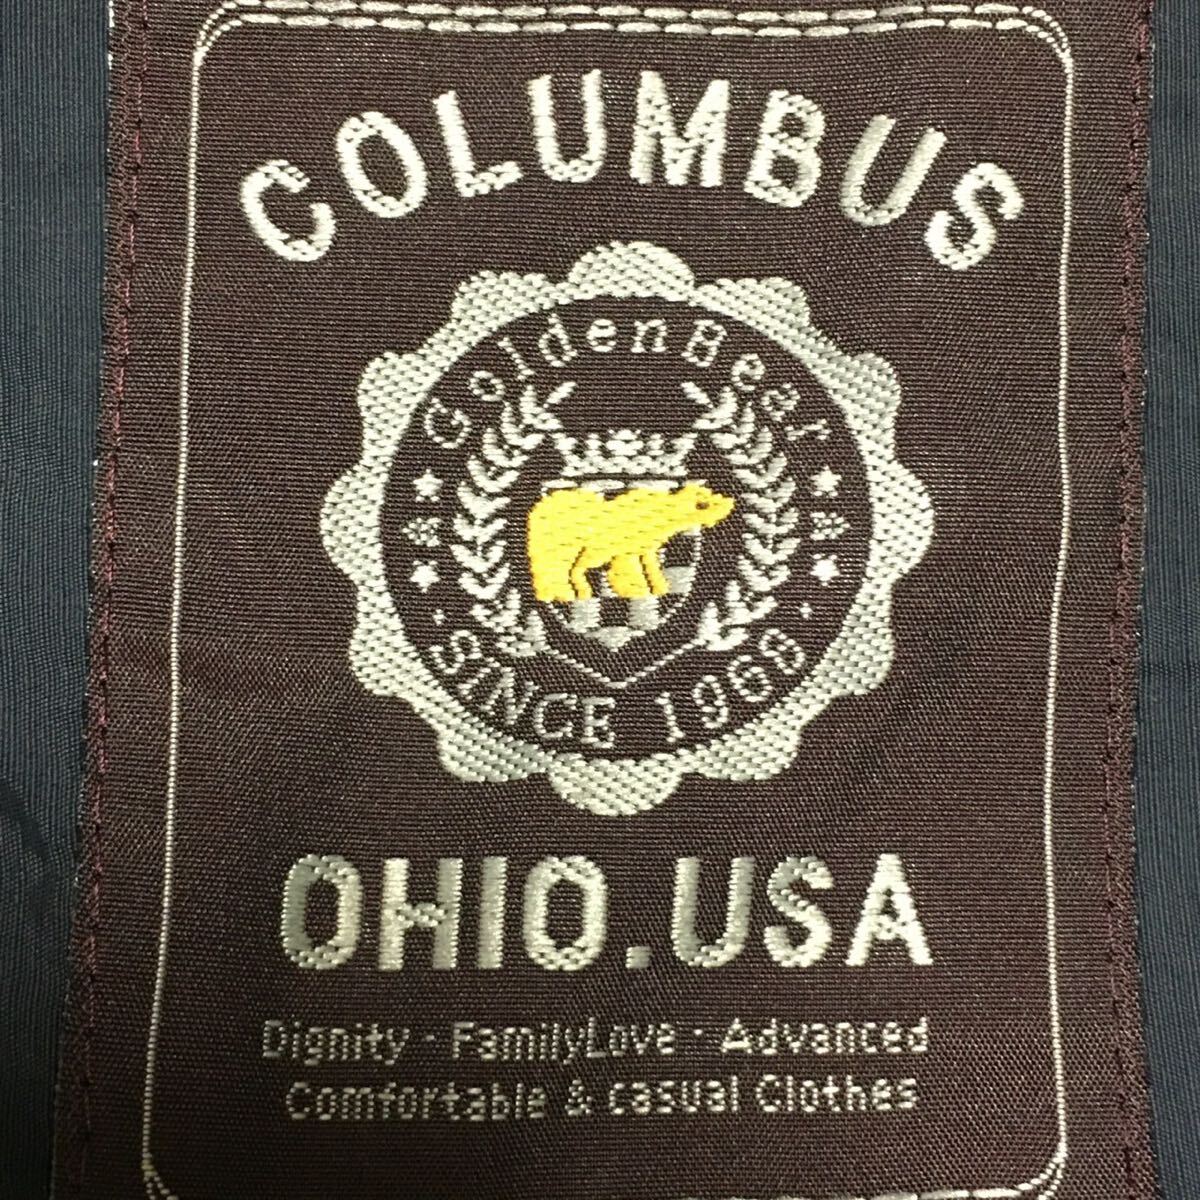 COLUMBUS
GoldenBear
SINCE 1969
OHIO.USA
Dignity · FamilyLove · Advanced
Comfortable & casual Clothes